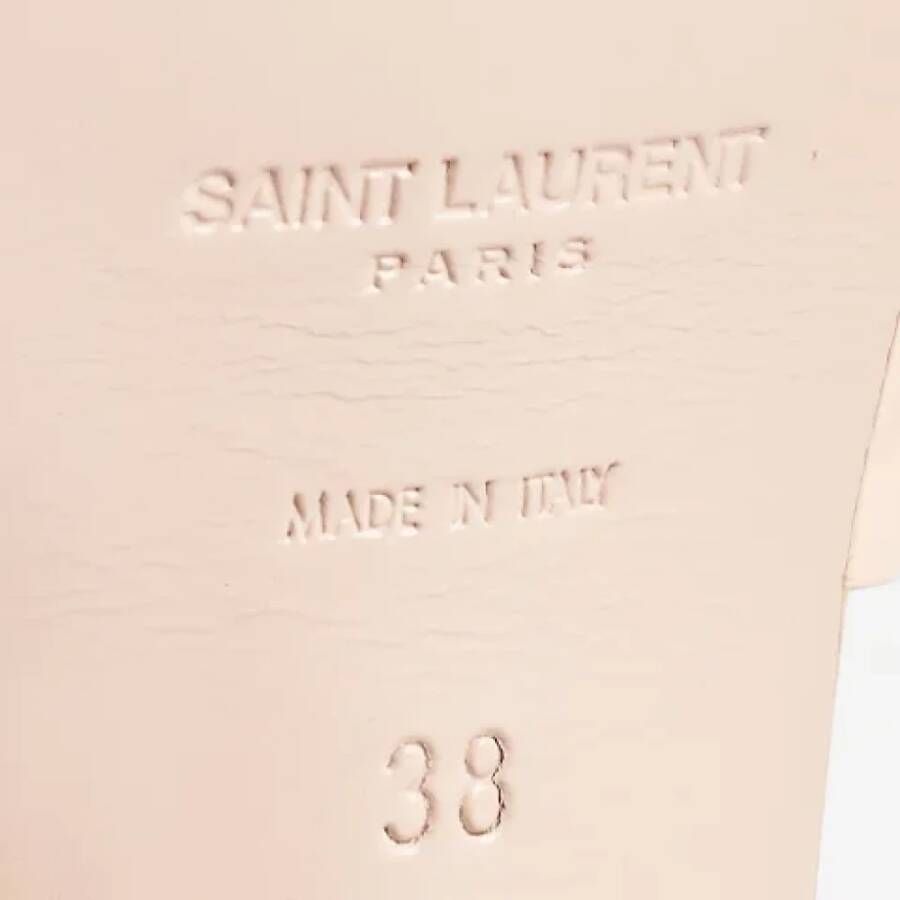 SAINT LAURENT
PARIS
MADE IN ITALY
38